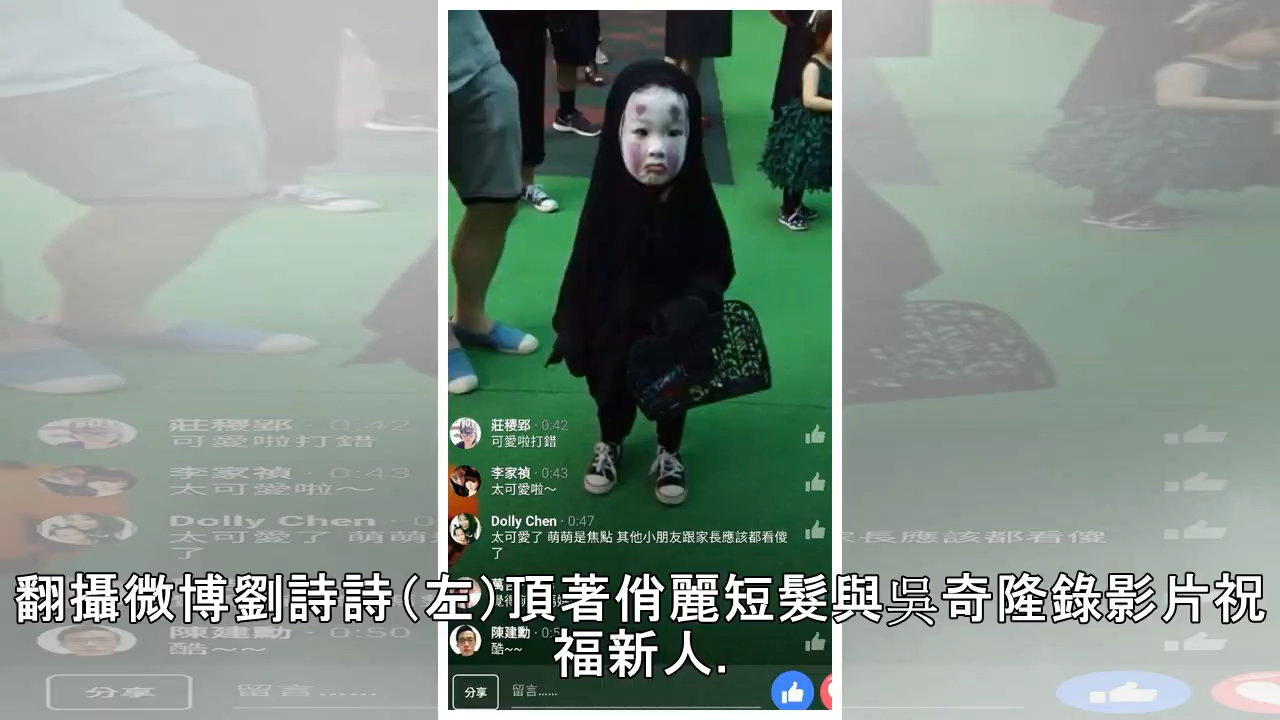 莊稷郢 · 0:42
可愛啦打錯
李家禎 · 0:43
太可愛啦～
Dolly Chen · 0:47
太可愛了 萌萌是焦點 其他小朋友跟家長應該都看傻
了
翻攝微博劉詩詩(左)頂著俏麗短髮與吳奇隆錄影片祝
福新人.
陳建勳
酷~~
分享
留言......